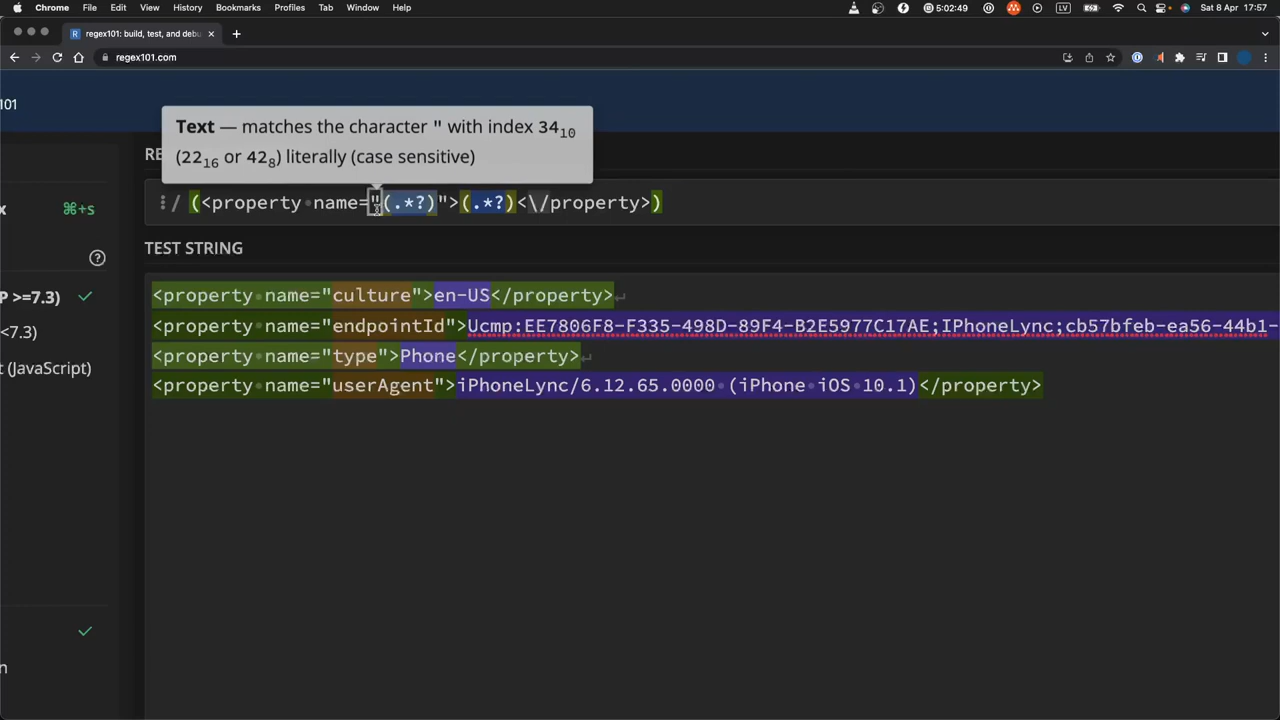 Chrome File Edit View History Bookmarks Profiles Tab Window Help 5:02:49 LV Sat 8 Apr 17:57
R regex101: build, test, and debu × +
regex101.com
101
Text — matches the character " with index 34₁₀
(22₁₆ or 42₈) literally (case sensitive)
RE
x ⌘+s
/ (<property·name="(.*?)">(.*?)<\/property>)
TEST STRING
?
P >=7.3)
<property·name="culture">en-US</property>↵
<7.3)
<property·name="endpointId">Ucmp:EE7806F8-F335-498D-89F4-B2E5977C17AE;IPhoneLync;cb57bfeb-ea56-44b1-
t (JavaScript)
<property·name="type">Phone</property>↵
<property·name="userAgent">iPhoneLync/6.12.65.0000·(iPhone·iOS·10.1)</property>
n